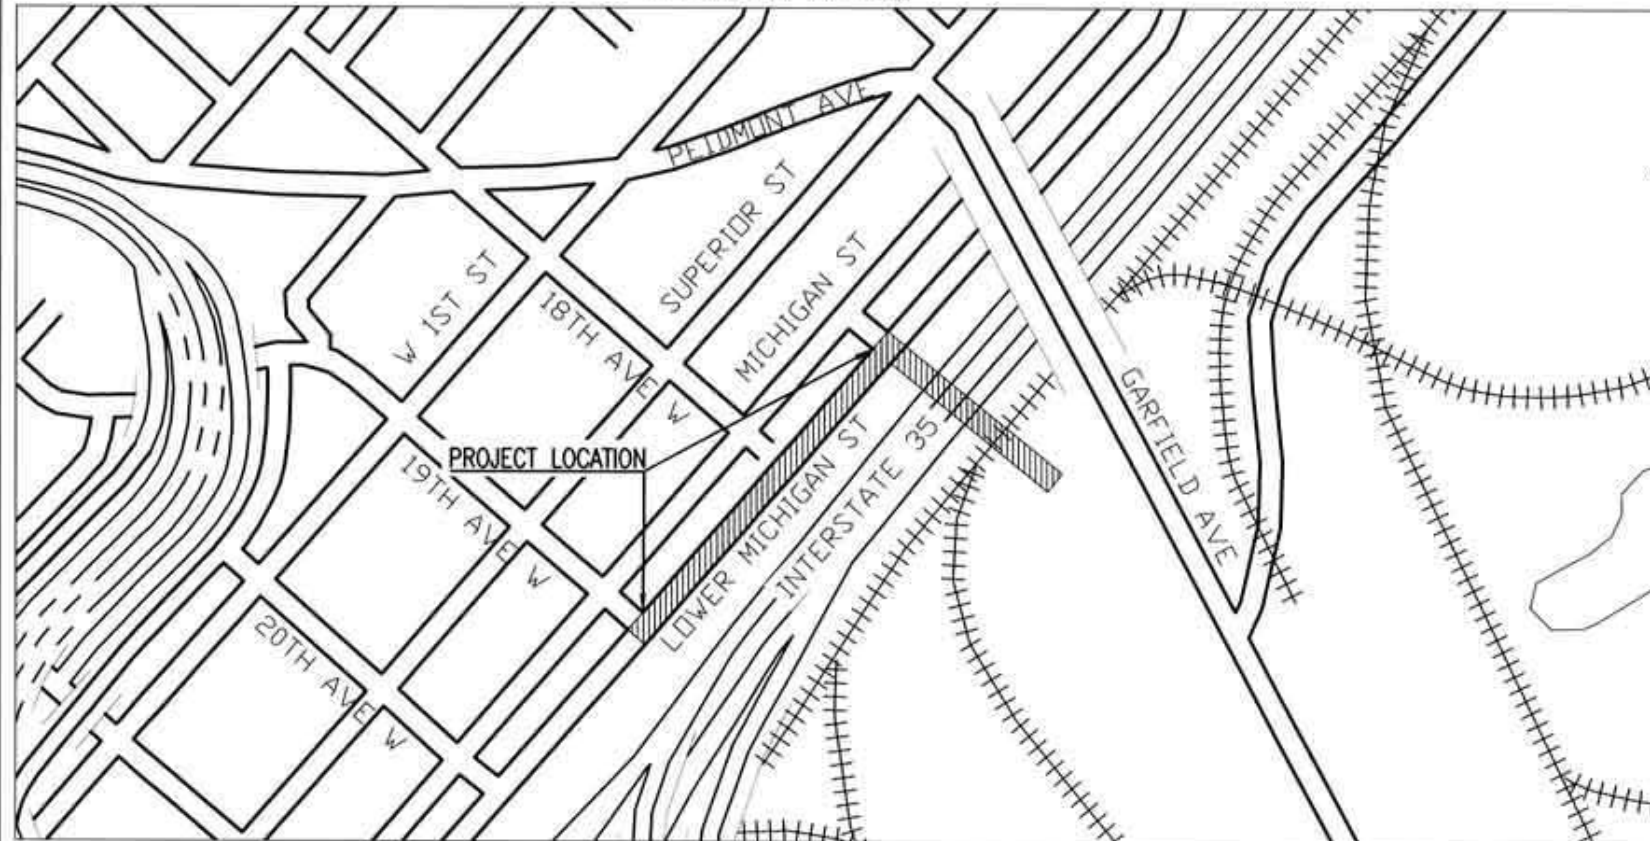 PEIDMONT AVE
SUPERIOR ST
MICHIGAN ST
W 1ST ST
18TH AVE W
PROJECT LOCATION
19TH AVE W
LOWER MICHIGAN ST
INTERSTATE 35
GARFIELD AVE
20TH AVE W